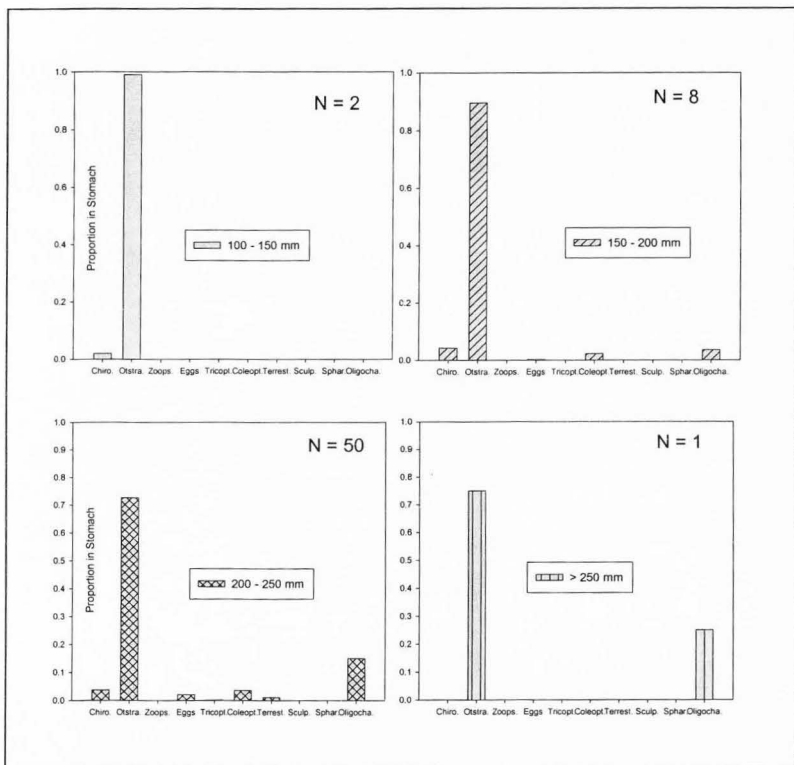 1.0
0.8
0.6
0.4
0.2
0.0
Proportion in Stomach
N = 2
100 - 150 mm
Chiro. Otstra. Zoops. Eggs Tricopt. Coleopt. Terrest. Sculp. Sphar. Oligocha.
1.0
0.8
0.6
0.4
0.2
0.0
N = 8
150 - 200 mm
Chiro. Otstra. Zoops. Eggs Tricopt. Coleopt. Terrest. Sculp. Sphar. Oligocha.
1.0
0.9
0.8
0.7
0.6
0.5
0.4
0.3
0.2
0.1
0.0
Proportion in Stomach
N = 50
200 - 250 mm
Chiro. Otstra. Zoops. Eggs Tricopt. Coleopt. Terrest. Sculp. Sphar. Oligocha.
1.0
0.9
0.8
0.7
0.6
0.5
0.4
0.3
0.2
0.1
0.0
N = 1
> 250 mm
Chiro. Otstra. Zoops. Eggs Tricopt. Coleopt. Terrest. Sculp. Sphar. Oligocha.